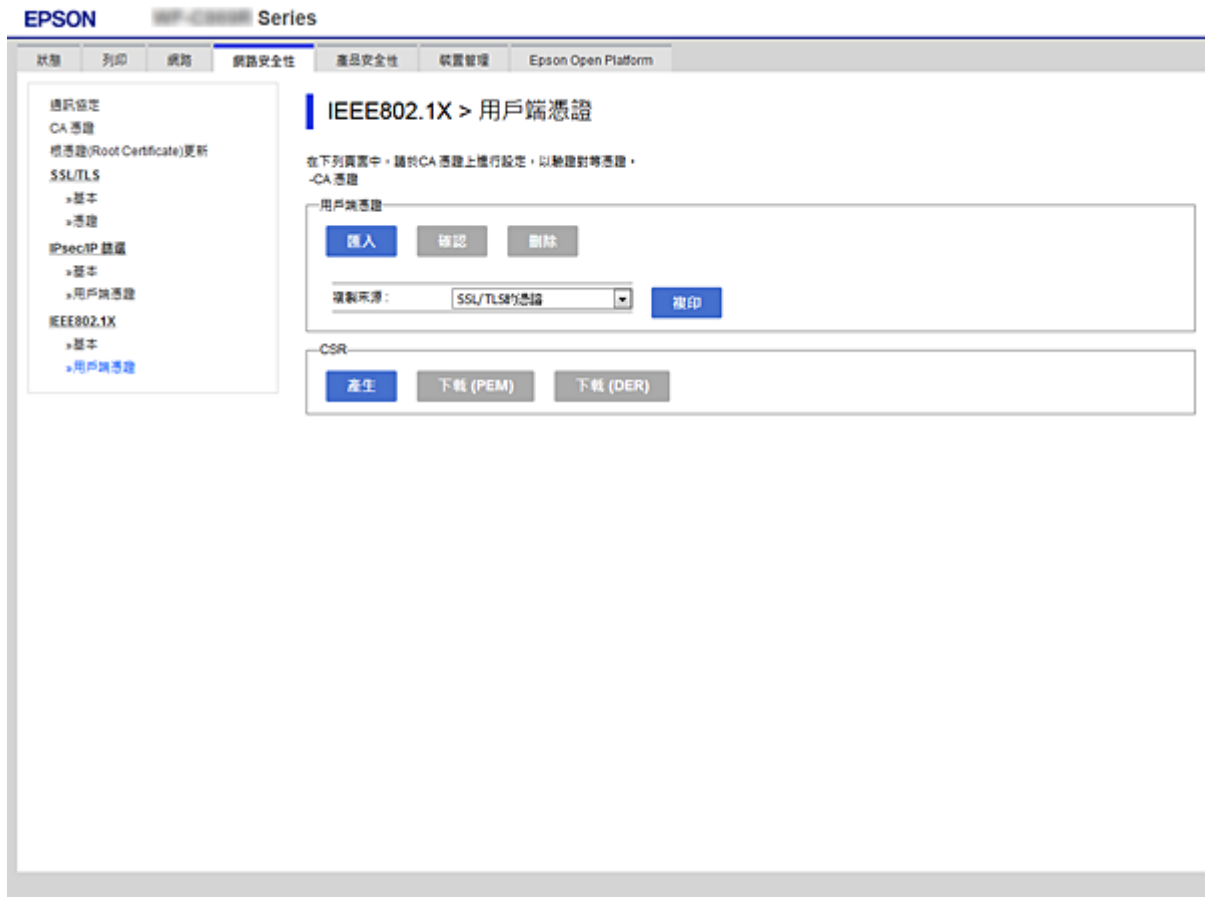 EPSON Series
狀態 列印 網路 網路安全性 產品安全性 裝置管理 Epson Open Platform
通訊協定
CA 憑證
根憑證(Root Certificate)更新
SSL/TLS
»基本
»憑證
IPsec/IP 篩選
»基本
»用戶端憑證
IEEE802.1X
»基本
»用戶端憑證
IEEE802.1X > 用戶端憑證
在下列頁面中，請於CA 憑證上進行設定，以驗證對等憑證。
-CA 憑證
用戶端憑證
匯入 確認 刪除
複製來源 : SSL/TLS的憑證 複印
CSR
產生 下載 (PEM) 下載 (DER)